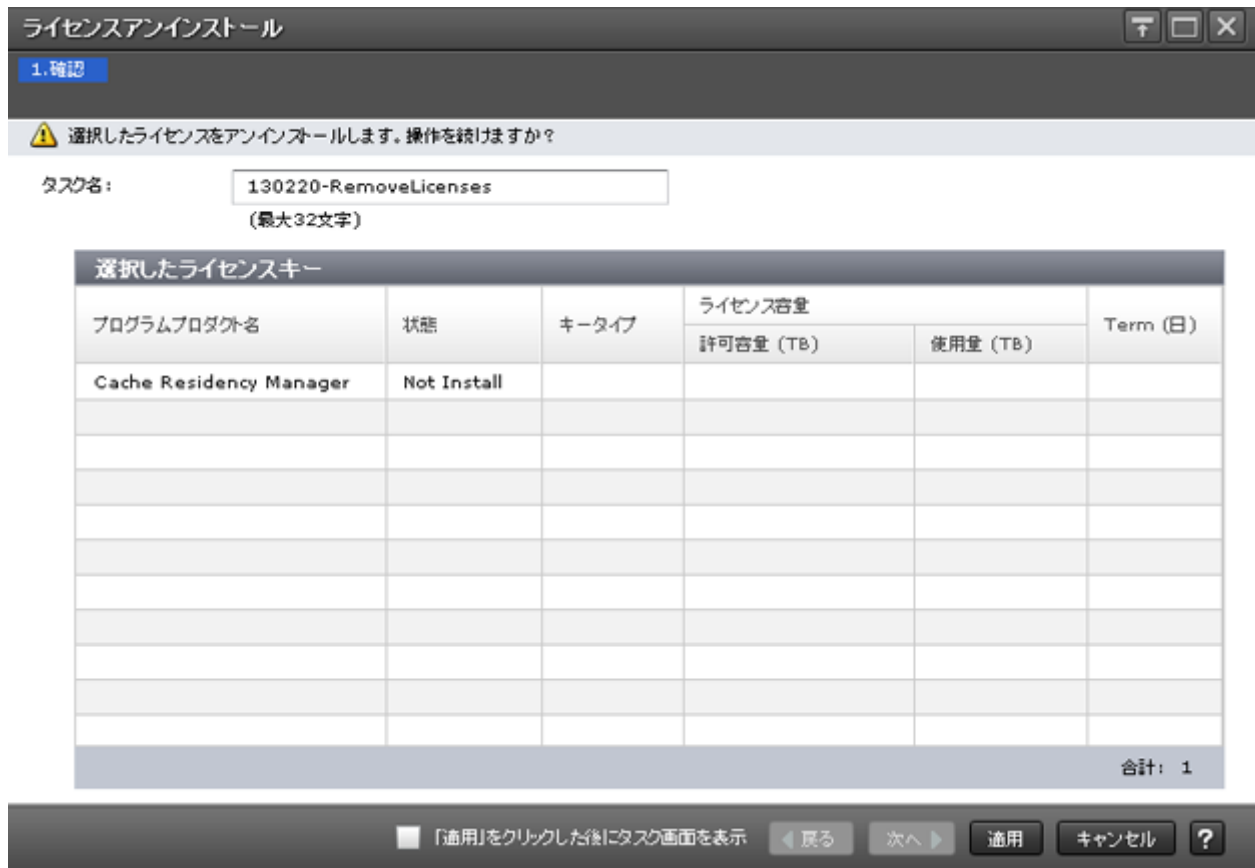 ライセンスアンインストール
1.確認
選択したライセンスをアンインストールします。操作を続けますか?
タスク名: 130220-RemoveLicenses
(最大32文字)
選択したライセンスキー
プログラムプロダクト名 状態 キータイプ ライセンス容量 Term (日)
許可容量 (TB) 使用量 (TB)
Cache Residency Manager Not Install
合計: 1
「適用」をクリックした後にタスク画面を表示 戻る 次へ 適用 キャンセル ?